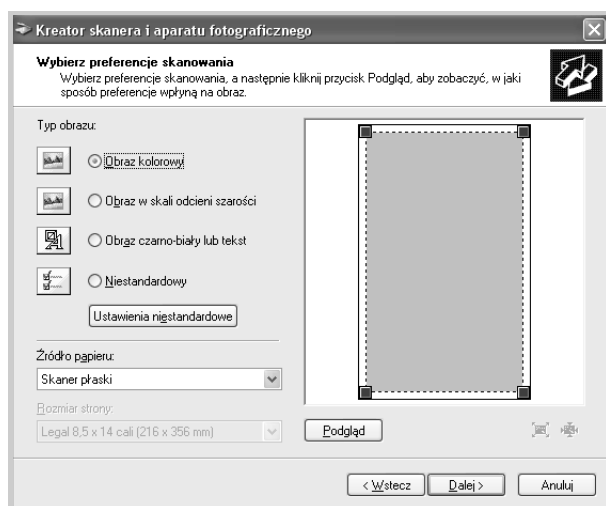 Kreator skanera i aparatu fotograficznego
Wybierz preferencje skanowania
Wybierz preferencje skanowania, a następnie kliknij przycisk Podgląd, aby zobaczyć, w jaki
sposób preferencje wpłyną na obraz.
Typ obrazu:
Obraz kolorowy
Obraz w skali odcieni szarości
Obraz czarno-biały lub tekst
Niestandardowy
Ustawienia niestandardowe
Źródło papieru:
Skaner płaski
Rozmiar strony:
Legal 8,5 x 14 cali (216 x 356 mm)
Podgląd
< Wstecz
Dalej >
Anuluj